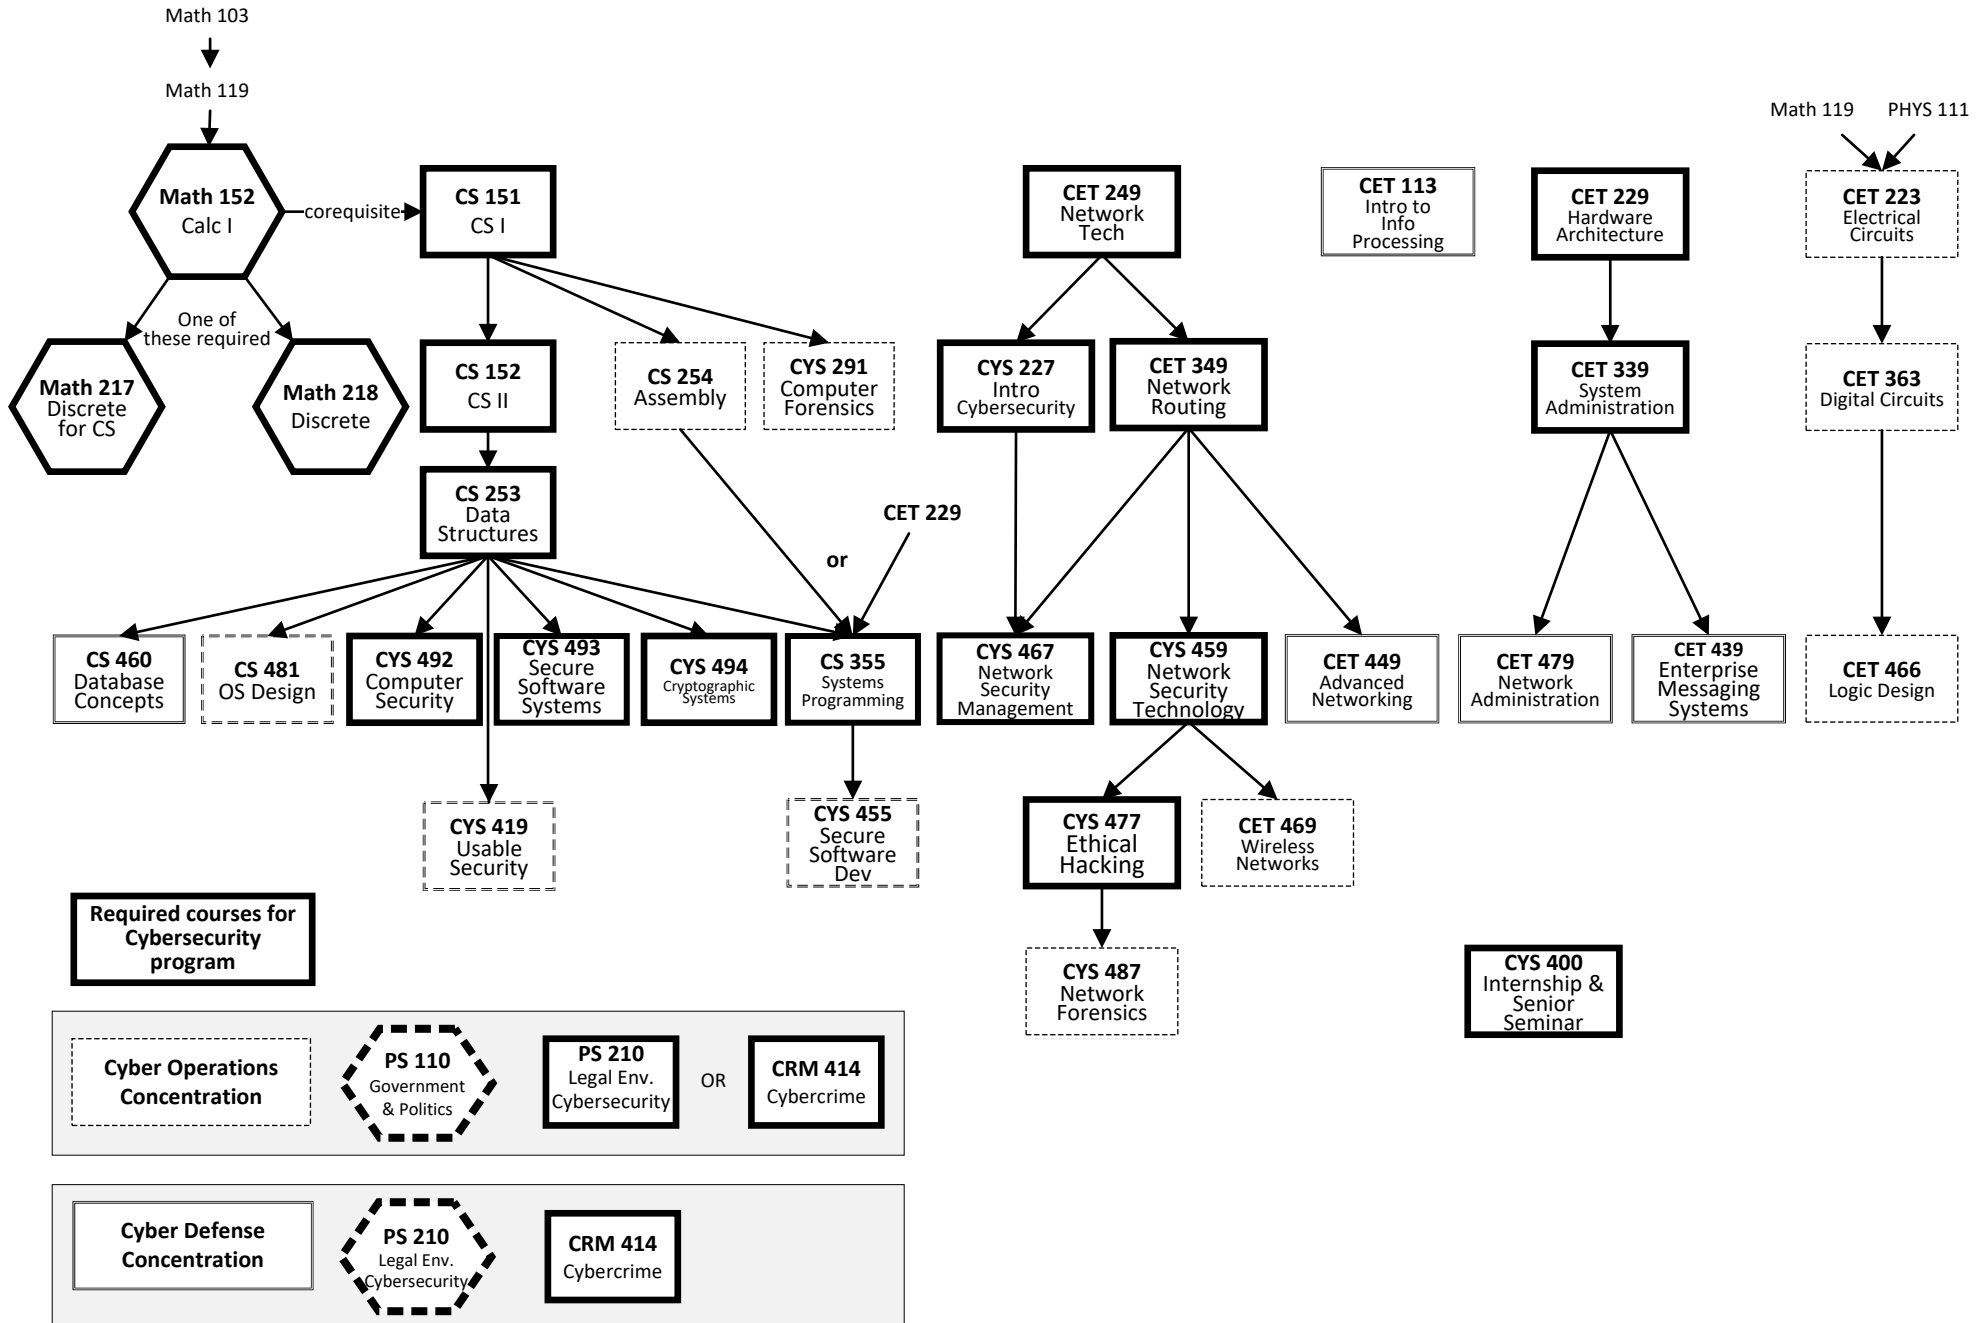 Math 103
Math 119
Math 119 PHYS 111
Math 152
Calc I
corequisite
CS 151
CS I
CET 249
Network
Tech
CET 113
Intro to
Info
Processing
CET 229
Hardware
Architecture
CET 223
Electrical
Circuits
One of
these required
Math 217
Discrete
for CS
Math 218
Discrete
CS 152
CS II
CS 254
Assembly
CYS 291
Computer
Forensics
CYS 227
Intro
Cybersecurity
CET 349
Network
Routing
CET 339
System
Administration
CET 363
Digital Circuits
CS 253
Data
Structures
CET 229
or
CS 460
Database
Concepts
CS 481
OS Design
CYS 492
Computer
Security
CYS 493
Secure
Software
Systems
CYS 494
Cryptographic
Systems
CS 355
Systems
Programming
CYS 467
Network
Security
Management
CYS 459
Network
Security
Technology
CET 449
Advanced
Networking
CET 479
Network
Administration
CET 439
Enterprise
Messaging
Systems
CET 466
Logic Design
CYS 419
Usable
Security
CYS 455
Secure
Software
Dev
CYS 477
Ethical
Hacking
CET 469
Wireless
Networks
Required courses for
Cybersecurity
program
CYS 487
Network
Forensics
CYS 400
Internship &
Senior
Seminar
Cyber Operations
Concentration
PS 110
Government
& Politics
PS 210
Legal Env.
Cybersecurity
OR
CRM 414
Cybercrime
Cyber Defense
Concentration
PS 210
Legal Env.
Cybersecurity
CRM 414
Cybercrime